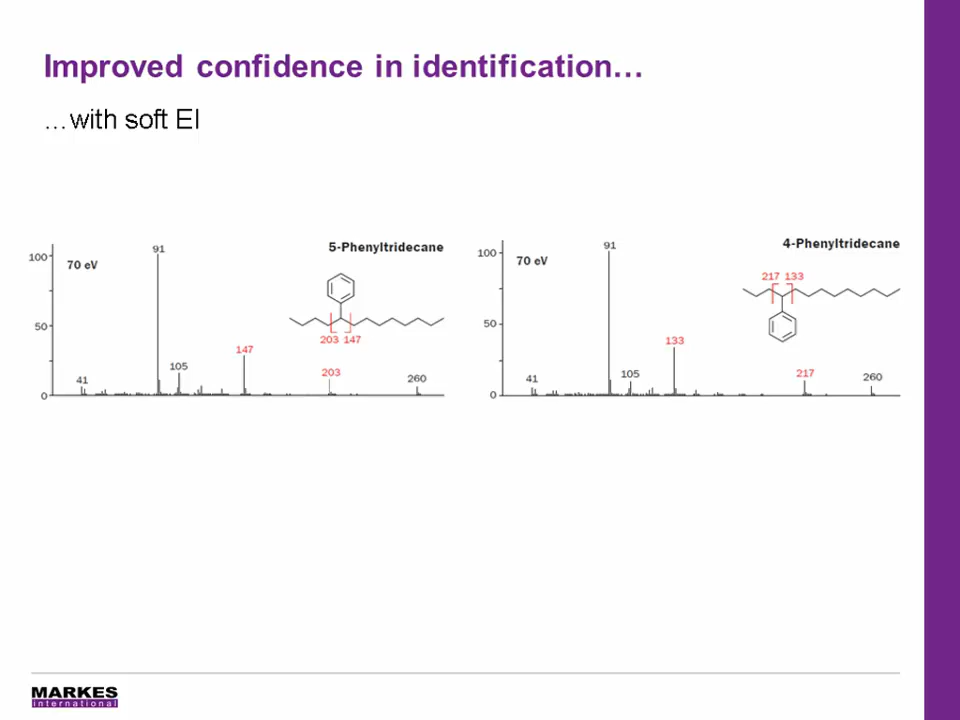 Improved confidence in identification…
…with soft EI
5-Phenyltridecane
70 eV
100
50
0
41
91
105
147
203
260
203 147
4-Phenyltridecane
70 eV
100
50
0
41
91
105
133
217
260
217 133
MARKES
international